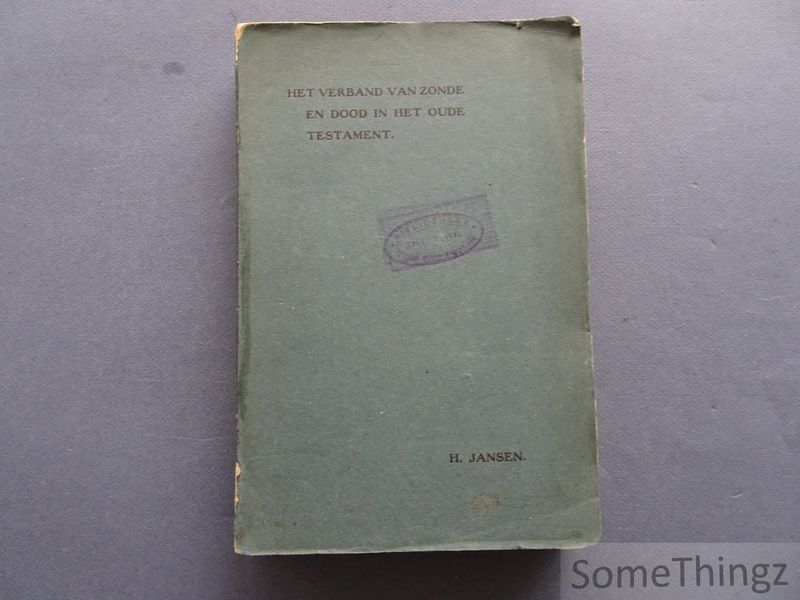 HET VERBAND VAN ZONDE
EN DOOD IN HET OUDE
TESTAMENT.
H. JANSEN.
SomeThingz